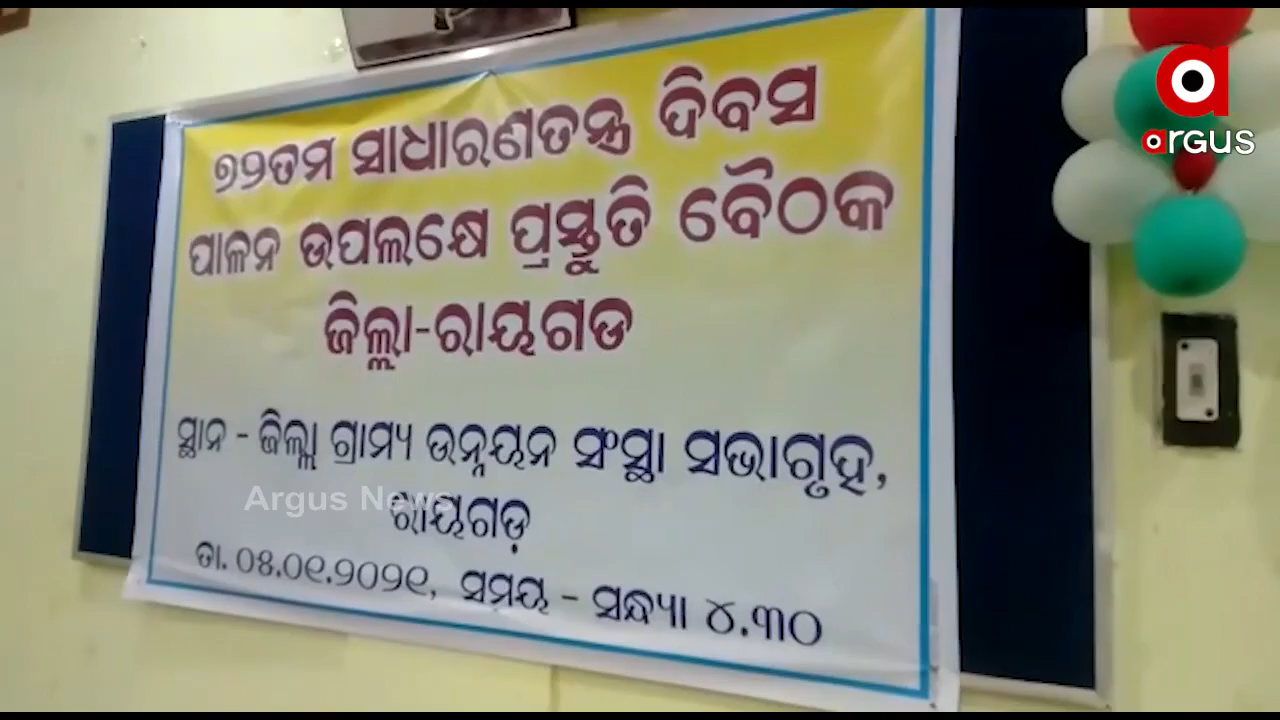 ୭୨ତମ ସାଧାରଣତନ୍ତ୍ର ଦିବସ
ପାଳନ ଉପଲକ୍ଷେ ପ୍ରସ୍ତୁତି ବୈଠକ
ଜିଲ୍ଲା-ରାୟଗଡ
ସ୍ଥାନ - ଜିଲ୍ଲା ଗ୍ରାମ୍ୟ ଉନ୍ନୟନ ସଂସ୍ଥା ସଭାଗୃହ,
ରାୟଗଡ଼
ତା. ୦୫.୦୧.୨୦୨୧, ସମୟ - ସନ୍ଧ୍ୟା ୪.୩୦
Argus News
argus